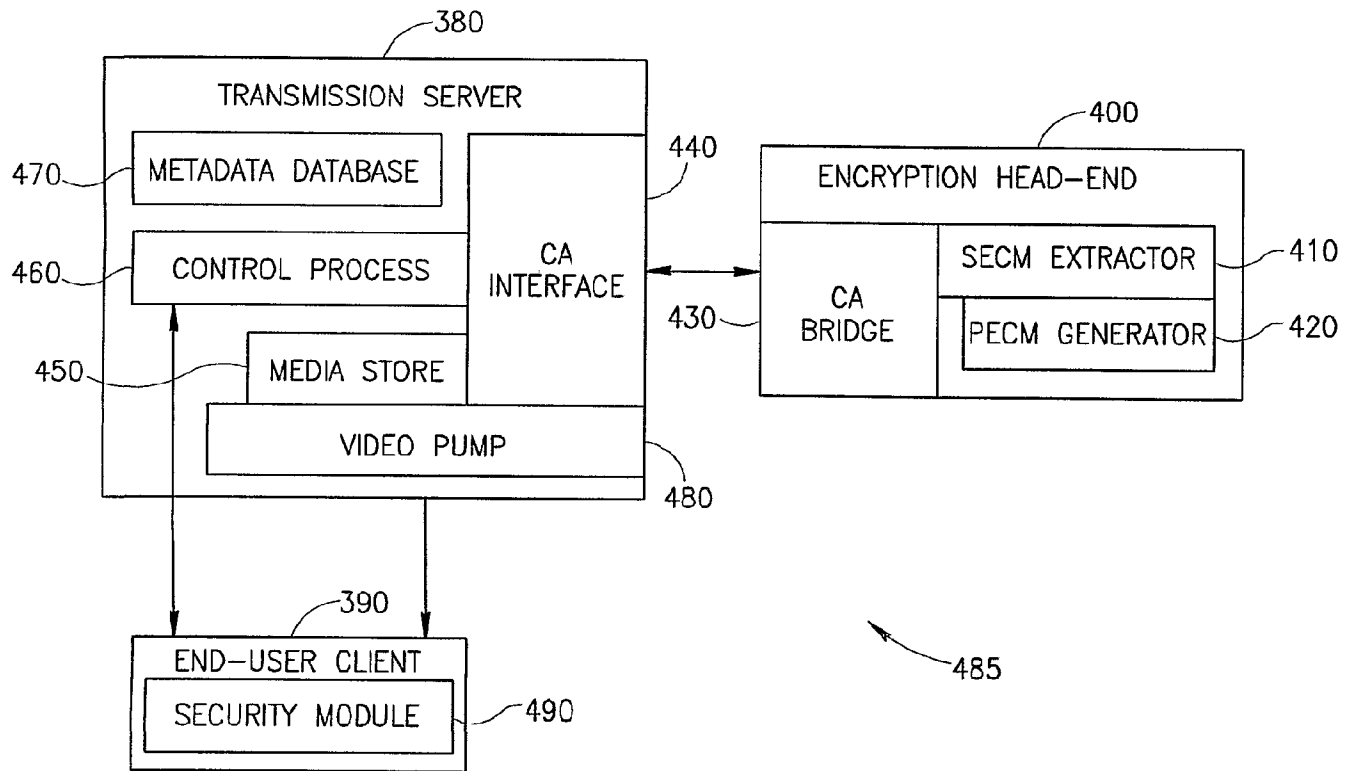 380
TRANSMISSION SERVER
470
METADATA DATABASE
440
460
CONTROL PROCESS
CA
INTERFACE
450
MEDIA STORE
VIDEO PUMP
480
400
ENCRYPTION HEAD-END
SECM EXTRACTOR
410
430
CA
BRIDGE
PECM GENERATOR
420
390
END-USER CLIENT
SECURITY MODULE
490
485